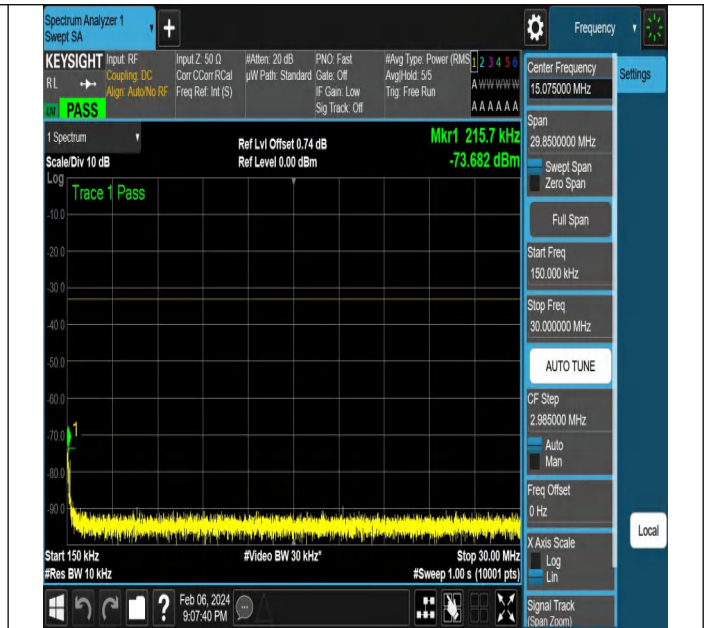 Spectrum Analyzer 1
Swept SA
Frequency
KEYSIGHT
RL
PASS
Input: RF
Coupling: DC
Align: Auto/No RF
Input Z: 50 Ω
Corr CCorr RCal
Freq Ref: Int (S)
#Atten: 20 dB
µW Path: Standard
PNO: Fast
Gate: Off
IF Gain: Low
Sig Track: Off
#Avg Type: Power (RMS
Avg|Hold: 5/5
Trig: Free Run
1 2 3 4 5 6
A W W W W W
A A A A A A
1 Spectrum
Scale/Div 10 dB
Ref Lvl Offset 0.74 dB
Ref Level 0.00 dBm
Mkr1 215.7 kHz
-73.682 dBm
Log
Trace 1 Pass
-10.0
-20.0
-30.0
-40.0
-50.0
-60.0
-70.0
-80.0
-90.0
1
Start 150 kHz
#Video BW 30 kHz*
Stop 30.00 MHz
#Res BW 10 kHz
#Sweep 1.00 s (10001 pts)
?
Feb 06, 2024
9:07:40 PM
Center Frequency
15.075000 MHz
Settings
Span
29.8500000 MHz
Swept Span
Zero Span
Full Span
Start Freq
150.000 kHz
Stop Freq
30.000000 MHz
AUTO TUNE
CF Step
2.985000 MHz
Auto
Man
Freq Offset
0 Hz
X Axis Scale
Log
Lin
Local
Signal Track
(Span Zoom)